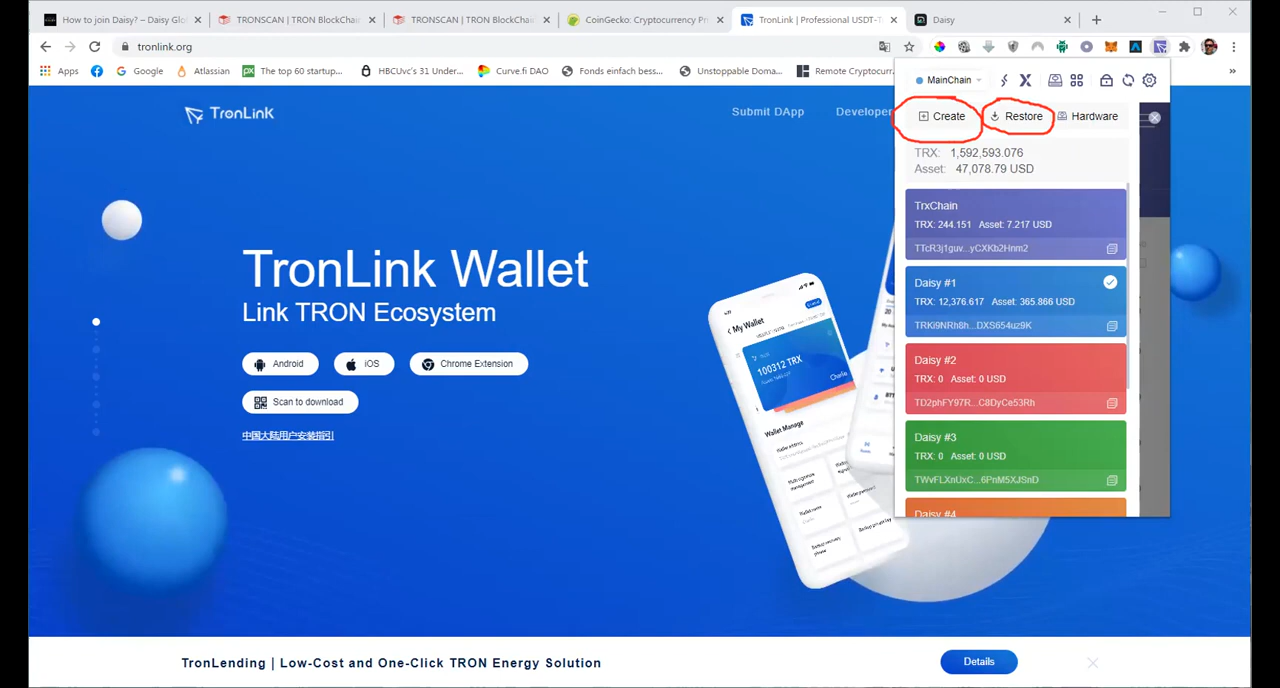 How to join Daisy? – Daisy Glo
TRONSCAN | TRON BlockChai
TRONSCAN | TRON BlockChai
CoinGecko: Cryptocurrency Pr
TronLink | Professional USDT-T
Daisy
tronlink.org
Apps
Google
Atlassian
The top 60 startup...
HBCUvc's 31 Under...
Curve.fi DAO
Fonds einfach bess...
Unstoppable Doma...
Remote Cryptocurr
MainChain
Create
Restore
Hardware
TRX: 1,592,593.076
Asset: 47,078.79 USD
TrxChain
TRX: 244.151 Asset: 7.217 USD
TTcR3j1guv...yCXKb2Hnm2
Daisy #1
TRX: 12,376.617 Asset: 365.866 USD
TRKi9NRh8h...DXS654uz9K
Daisy #2
TRX: 0 Asset: 0 USD
TD2phFY97R...C8DyCe53Rh
Daisy #3
TRX: 0 Asset: 0 USD
TWvFLXnUxC...6PnM5XJSnD
Daisy #4
TronLink
Submit DApp
Developer
TronLink Wallet
Link TRON Ecosystem
Android
iOS
Chrome Extension
Scan to download
中国大陆用户安装指引
My Wallet
100312 TRX
Charlie
Wallet Manage
TronLending | Low-Cost and One-Click TRON Energy Solution
Details